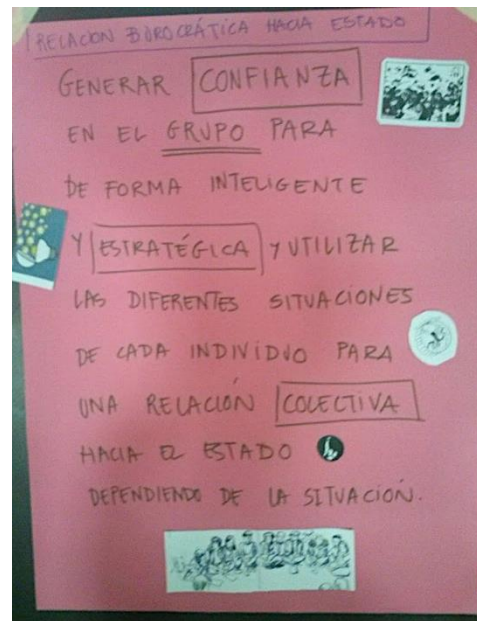 RELACIÓN BUROCRÁTICA HACIA ESTADO
GENERAR CONFIANZA
EN EL GRUPO PARA
DE FORMA INTELIGENTE
Y ESTRATÉGICA Y UTILIZAR
LAS DIFERENTES SITUACIONES
DE CADA INDIVIDUO PARA
UNA RELACIÓN COLECTIVA
HACIA EL ESTADO
DEPENDIENDO DE LA SITUACIÓN.